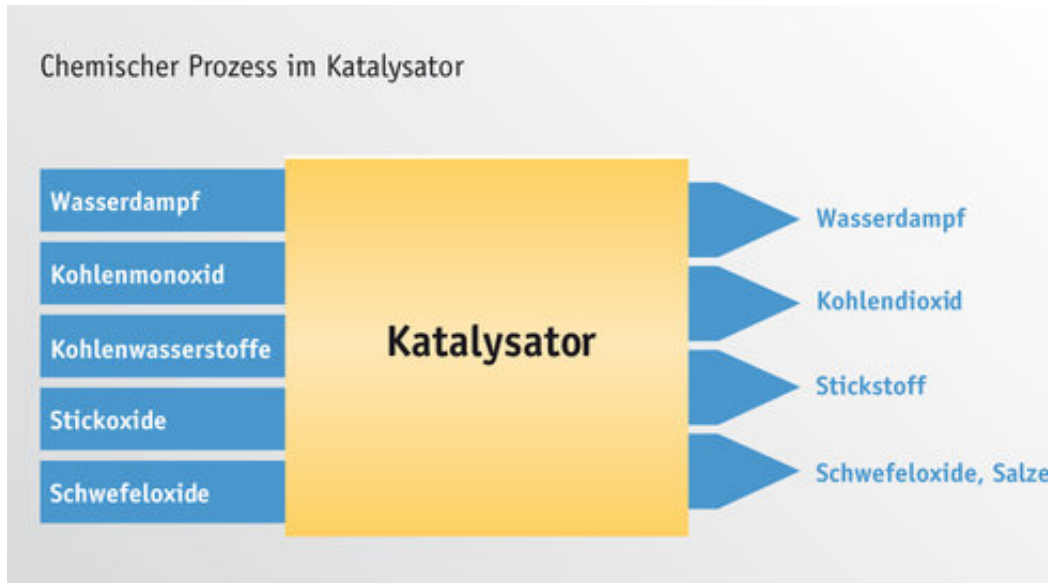 Chemischer Prozess im Katalysator
Wasserdampf
Kohlenmonoxid
Kohlenwasserstoffe
Stickoxide
Schwefeloxide
Katalysator
Wasserdampf
Kohlendioxid
Stickstoff
Schwefeloxide, Salze